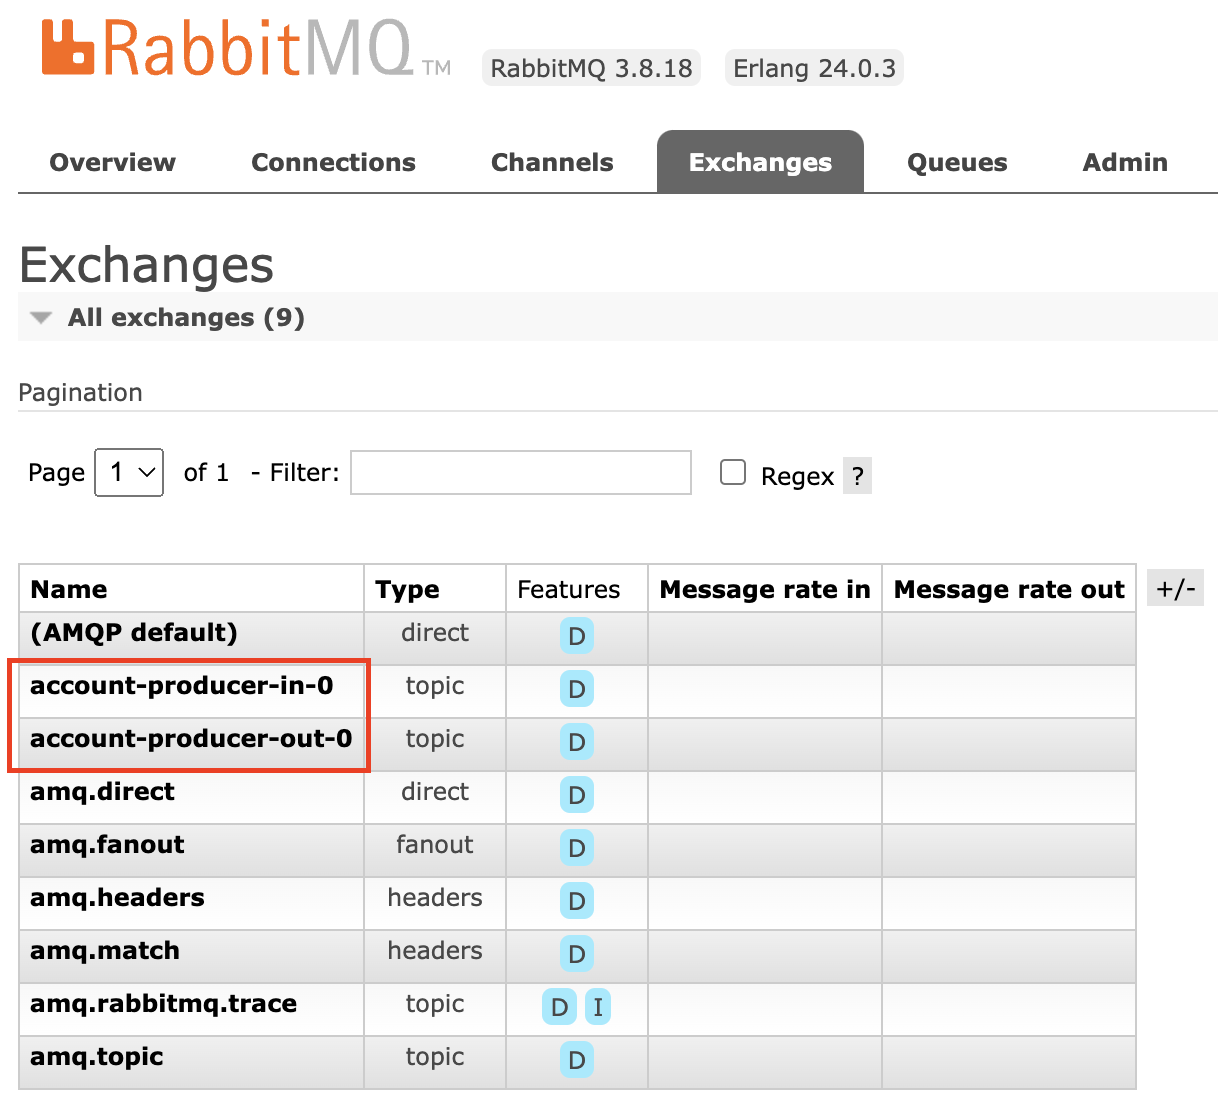 RabbitMQ TM RabbitMQ 3.8.18 Erlang 24.0.3
Overview Connections Channels Exchanges Queues Admin
Exchanges
All exchanges (9)
Pagination
Page 1 of 1 - Filter: Regex ?
Name Type Features Message rate in Message rate out +/-
(AMQP default) direct D
account-producer-in-0 topic D
account-producer-out-0 topic D
amq.direct direct D
amq.fanout fanout D
amq.headers headers D
amq.match headers D
amq.rabbitmq.trace topic D I
amq.topic topic D